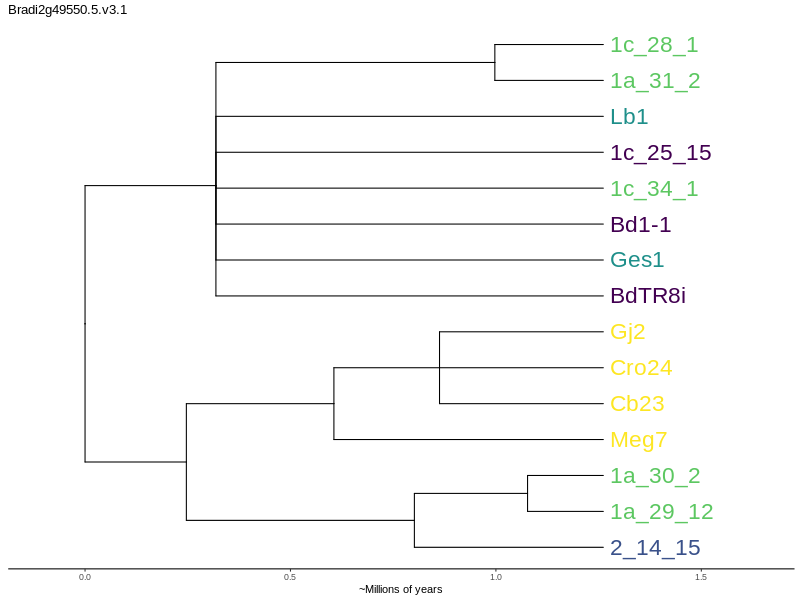 Bradi2g49550.5.v3.1
1c_28_1
1a_31_2
Lb1
1c_25_15
1c_34_1
Bd1-1
Ges1
BdTR8i
Gj2
Cro24
Cb23
Meg7
1a_30_2
1a_29_12
2_14_15
0.0 0.5 1.0 1.5
~Millions of years